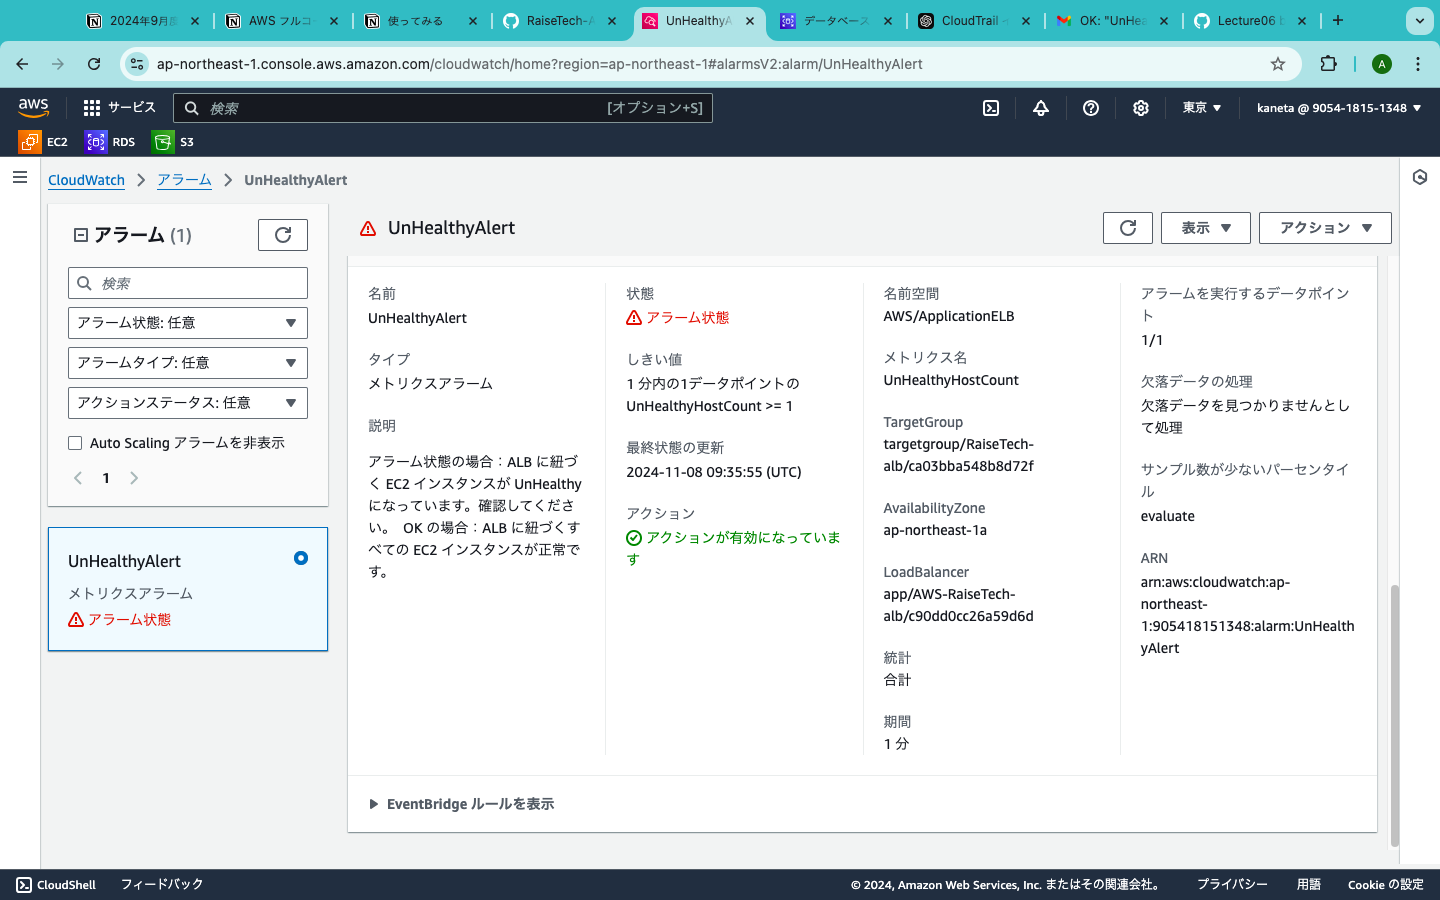 2024年9月度
AWS フルコー
使ってみる
RaiseTech-A
UnHealthyA
データベース
CloudTrail -
OK: "UnHea
Lecture06 b
ap-northeast-1.console.aws.amazon.com/cloudwatch/home?region=ap-northeast-1#alarmsV2:alarm/UnHealthyAlert
A
aws
サービス
検索
[オプション+S]
東京
kaneta @ 9054-1815-1348
EC2
RDS
S3
CloudWatch
アラーム
UnHealthyAlert
アラーム (1)
検索
アラーム状態: 任意
アラームタイプ: 任意
アクションステータス: 任意
Auto Scaling アラームを非表示
1
UnHealthyAlert
メトリクスアラーム
アラーム状態
UnHealthyAlert
表示
アクション
名前
UnHealthyAlert
タイプ
メトリクスアラーム
説明
アラーム状態の場合：ALB に紐づ
く EC2 インスタンスが UnHealthy
になっています。確認してくださ
い。 OK の場合：ALB に紐づくす
べての EC2 インスタンスが正常で
す。
状態
アラーム状態
しきい値
1 分内の1データポイントの
UnHealthyHostCount >= 1
最終状態の更新
2024-11-08 09:35:55 (UTC)
アクション
アクションが有効になっていま
す
名前空間
AWS/ApplicationELB
メトリクス名
UnHealthyHostCount
TargetGroup
targetgroup/RaiseTech-
alb/ca03bba548b8d72f
AvailabilityZone
ap-northeast-1a
LoadBalancer
app/AWS-RaiseTech-
alb/c90dd0cc26a59d6d
統計
合計
期間
1 分
アラームを実行するデータポイン
ト
1/1
欠落データの処理
欠落データを見つかりませんとし
て処理
サンプル数が少ないパーセンタイ
ル
evaluate
ARN
arn:aws:cloudwatch:ap-
northeast-
1:905418151348:alarm:UnHealth
yAlert
EventBridge ルールを表示
CloudShell
フィードバック
© 2024, Amazon Web Services, Inc. またはその関連会社。
プライバシー
用語
Cookie の設定